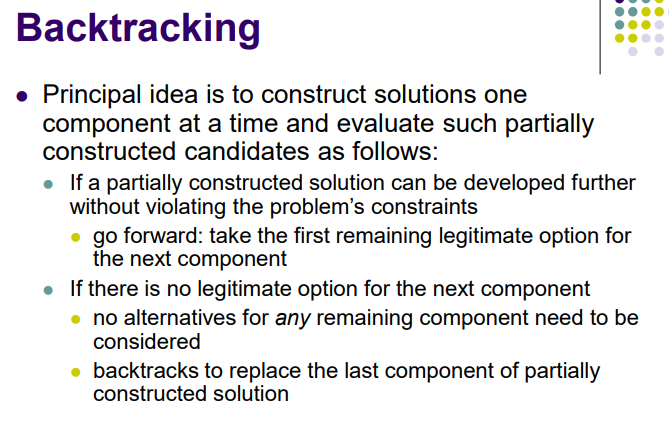 Backtracking
Principal idea is to construct solutions one
component at a time and evaluate such partially
constructed candidates as follows:
If a partially constructed solution can be developed further
without violating the problem’s constraints
go forward: take the first remaining legitimate option for
the next component
If there is no legitimate option for the next component
no alternatives for any remaining component need to be
considered
backtracks to replace the last component of partially
constructed solution